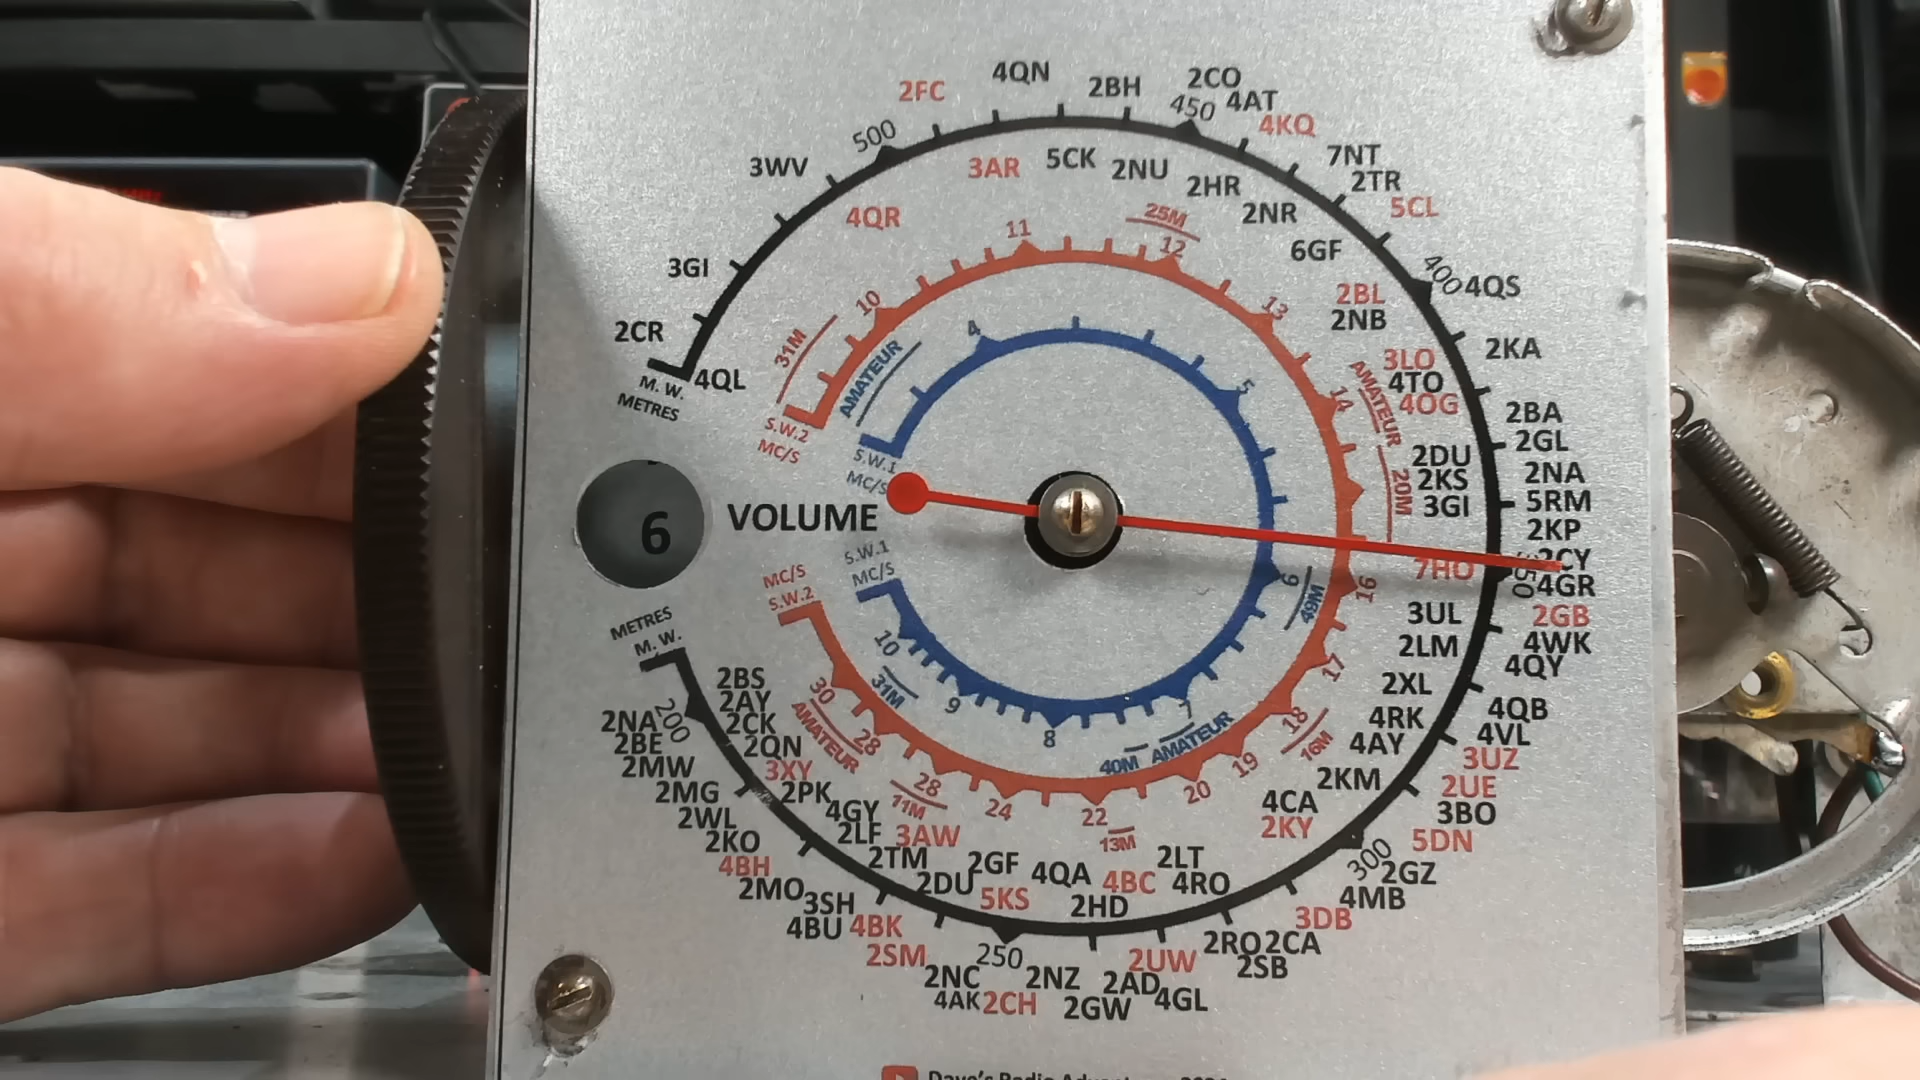 4QN
2CO
2FC
2BH
450
4AT
4KQ
500
3WV
3AR
5CK
2NU
2HR
7NT
2TR
5CL
4QR
25M
2NR
11
12
6GF
3GI
10
13
400
4QS
2BL
2NB
2CR
4
31M
AMATEUR
2KA
3LO
4TO
4OG
4QL
M. W.
METRES
5
14
AMATEUR
2BA
2GL
S.W.2
MC/S
S.W.1
MC/S
2DU
2KS
3GI
20M
2NA
5RM
2KP
6
VOLUME
2CY
7HO
4GR
S.W.1
MC/S
MC/S
S.W.2
6
49M
16
3UL
2GB
METRES
M. W.
2LM
4WK
4QY
10
17
31M
2BS
2AY
2CK
2QN
3XY
2PK
4GY
2LF
3AW
2TM
2DU
2GF
5KS
4QA
2HD
4BC
2LT
4RO
30
9
7
2XL
4QB
200
2NA
2BE
2MW
2MG
2WL
2KO
4BH
2MO
3SH
4BU
4BK
2SM
AMATEUR
28
8
40M
AMATEUR
18
16M
4RK
4VL
4AY
3UZ
28
11M
24
22
13M
20
19
2KM
2UE
4CA
2KY
3BO
5DN
300
2GZ
4MB
3DB
250
2NC
2NZ
2UW
2RO
2CA
2SB
4AK
2CH
2AD
2GW
4GL